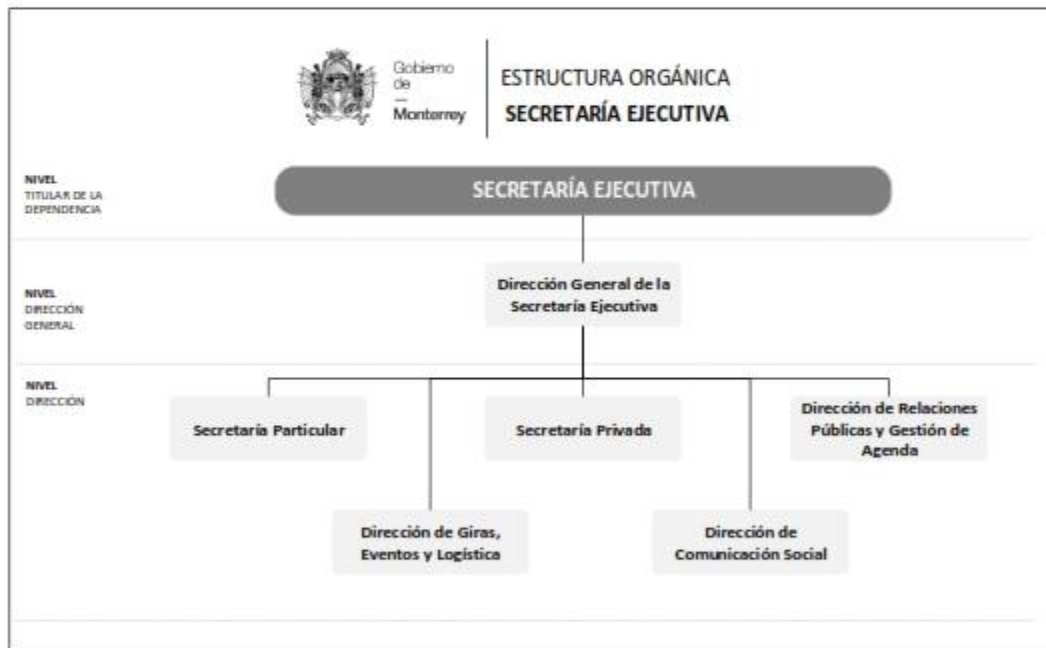 Gobierno
de
—
Monterrey
ESTRUCTURA ORGÁNICA
SECRETARÍA EJECUTIVA
NIVEL
TITULAR DE LA
DEPENDENCIA
SECRETARÍA EJECUTIVA
NIVEL
DIRECCIÓN
GENERAL
Dirección General de la
Secretaría Ejecutiva
NIVEL
DIRECCIÓN
Secretaría Particular
Secretaría Privada
Dirección de Relaciones
Públicas y Gestión de
Agenda
Dirección de Giras,
Eventos y Logística
Dirección de
Comunicación Social